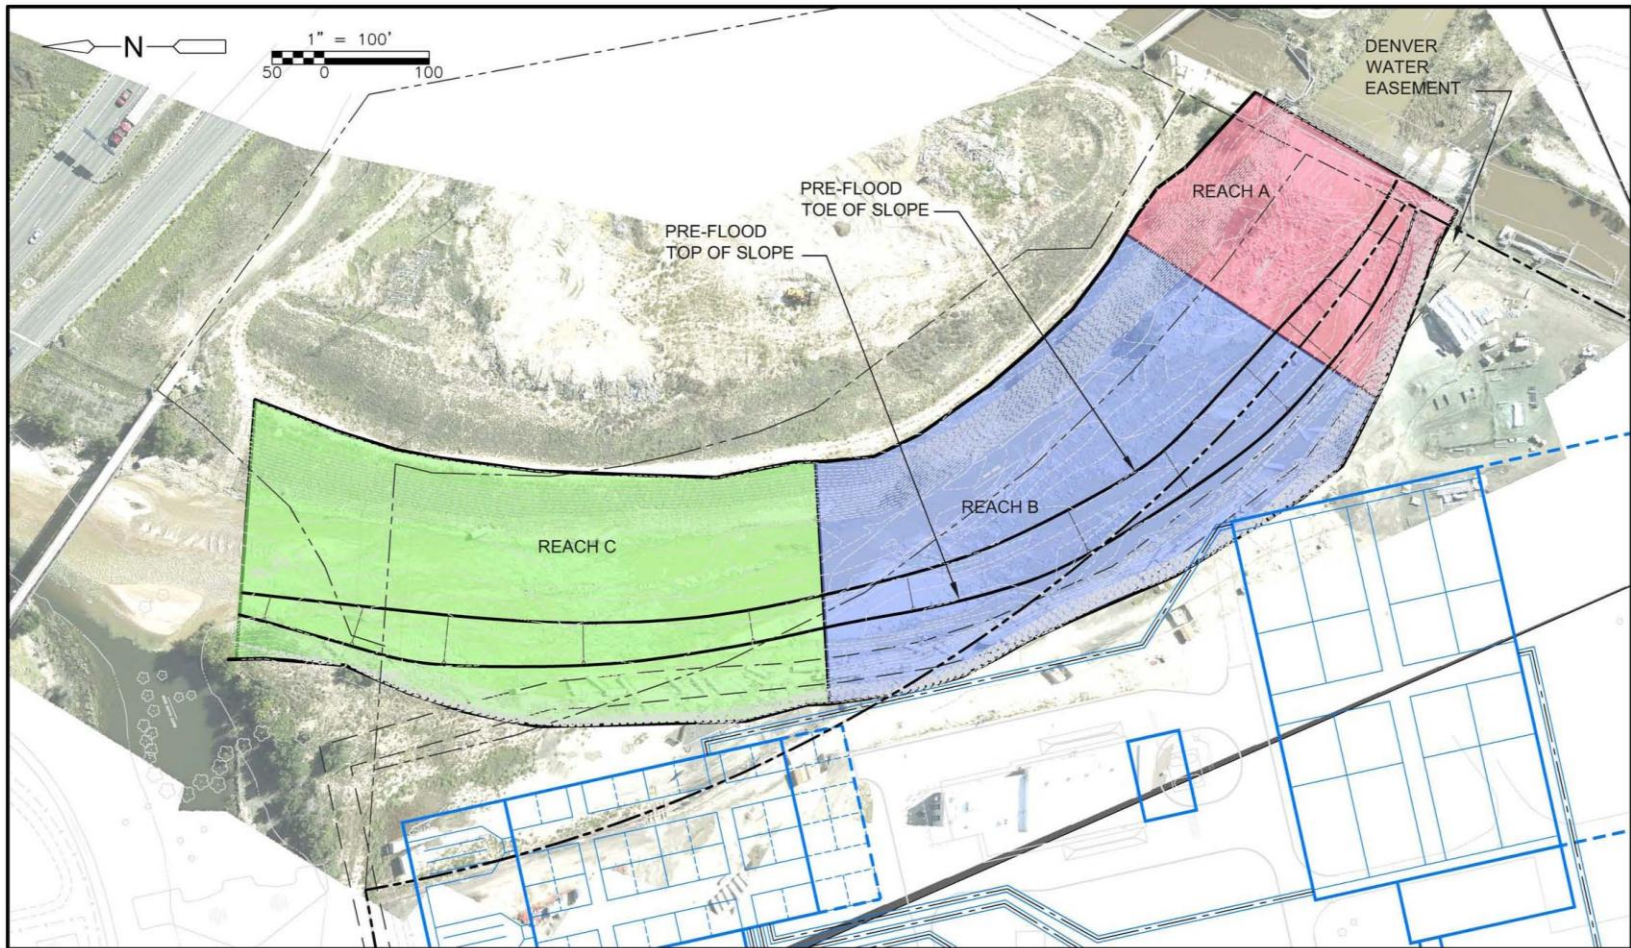 N
1" = 100'
50 0 100
DENVER
WATER
EASEMENT
PRE-FLOOD
TOE OF SLOPE
REACH A
PRE-FLOOD
TOP OF SLOPE
REACH B
REACH C